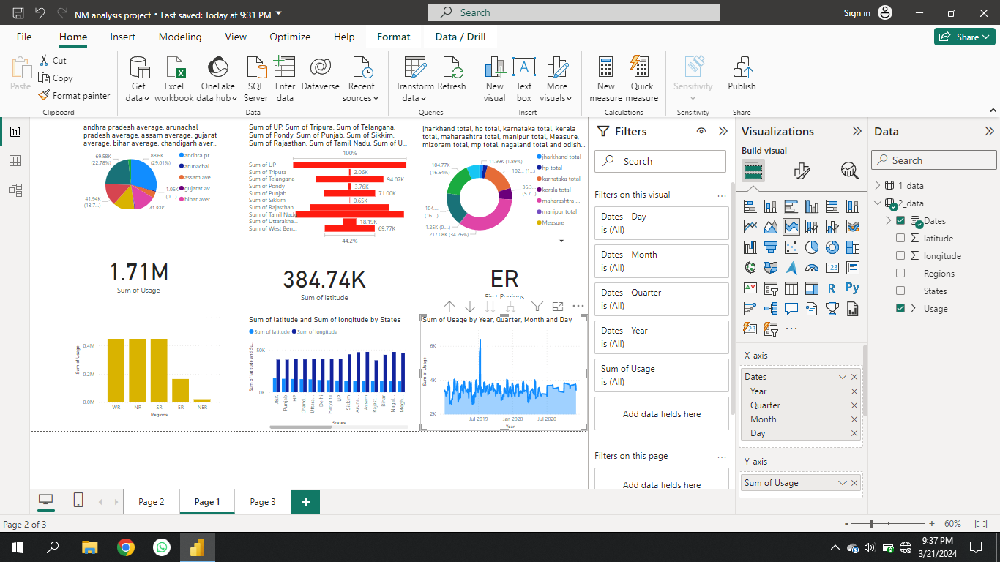 NM analysis project • Last saved: Today at 9:31 PM
Search
Sign in
File
Home
Insert
Modeling
View
Optimize
Help
Format
Data / Drill
Share
Paste
Cut
Copy
Format painter
Clipboard
Get data
Excel workbook
OneLake data hub
SQL Server
Enter data
Dataverse
Recent sources
Data
Transform data
Refresh
Queries
New visual
Text box
More visuals
Insert
New measure
Quick measure
Calculations
Sensitivity
Sensitivity
Publish
Share
andhra pradesh average, arunachal
pradesh average, assam average, gujarat
average, bihar average, chandigarh aver...
69.58K
(22.78%)
88.6K
(29.01%)
1.06K
(0....)
41.94K
(13.7...)
andhra pr...
arunachal ...
assam ave...
gujarat av...
bihar aver...
Sum of UP, Sum of Tripura, Sum of Telangana,
Sum of Pondy, Sum of Punjab, Sum of Sikkim,
Sum of Rajasthan, Sum of Tamil Nadu, Sum of U...
100%
Sum of UP
Sum of Tripura
2.06K
Sum of Telangana
94.07K
Sum of Pondy
3.76K
Sum of Punjab
71.00K
Sum of Sikkim
0.65K
Sum of Rajasthan
Sum of Tamil Nadu
Sum of Uttarakha...
18.19K
Sum of West Ben...
69.77K
44.2%
jharkhand total, hp total, karnataka total, kerala
total, maharashtra total, manipur total, Measure,
mizoram total, mp total, nagaland total and odish...
11.99K (1.89%)
104.77K
(16.54%)
102... (1...)
36.3...
(5.7...)
104....
(16....)
1.25K (0....)
217.08K (34.26%)
jharkhand total
hp total
karnataka total
kerala total
maharashtra ...
manipur total
Measure
1.71M
Sum of Usage
384.74K
Sum of latitude
ER
First Regions
Sum of Usage
0.4M
0.2M
0.0M
WR
NR
SR
ER
NER
Regions
Sum of latitude and Sum of longitude by States
Sum of latitude
Sum of longitude
Sum of latitude and Su...
50K
0K
J&K
Punjab
HP
Chand...
Uttara...
Delhi
Haryana
UP
Sikkim
Aruna...
Assam
Rajast...
Bihar
Nagal...
Megh...
States
Sum of Usage by Year, Quarter, Month and Day
Sum of Usage
6K
4K
2K
Jul 2019
Jan 2020
Jul 2020
Year
Filters
Search
Filters on this visual
...
Dates - Day
is (All)
Dates - Month
is (All)
Dates - Quarter
is (All)
Dates - Year
is (All)
Sum of Usage
is (All)
Add data fields here
Filters on this page
...
Add data fields here
Visualizations
Build visual
123
R
Py
123
...
X-axis
Dates
Year
Quarter
Month
Day
Y-axis
Sum of Usage
Data
Search
1_data
2_data
Dates
latitude
longitude
Regions
States
Usage
Page 2
Page 1
Page 3
Page 2 of 3
60%
9:37 PM
3/21/2024